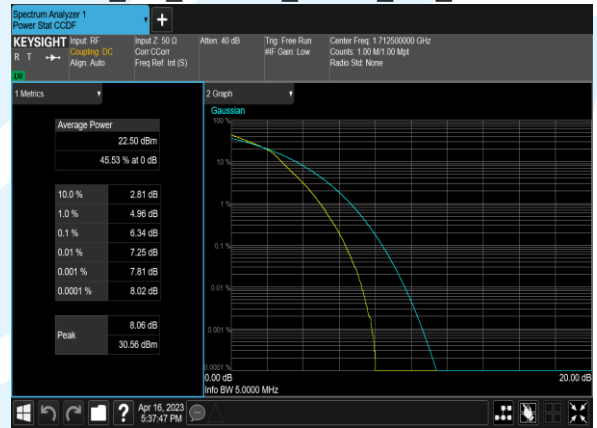 Spectrum Analyzer 1
Power Stat CCDF
+
KEYSIGHT
R T
LU
Input: RF
Coupling: DC
Align: Auto
Input Z: 50 Ω
Corr CCorr
Freq Ref: Int (S)
Atten: 40 dB
Trig: Free Run
#IF Gain: Low
Center Freq: 1.712500000 GHz
Counts: 1.00 M/1.00 Mpt
Radio Std: None
1 Metrics
Average Power
22.50 dBm
45.53 % at 0 dB
10.0 % 2.81 dB
1.0 % 4.96 dB
0.1 % 6.34 dB
0.01 % 7.25 dB
0.001 % 7.81 dB
0.0001 % 8.02 dB
Peak
8.06 dB
30.56 dBm
2 Graph
Gaussian
100 %
10 %
1 %
0.1 %
0.01 %
0.001 %
0.0001 %
0.00 dB
20.00 dB
Info BW 5.0000 MHz
?
Apr 16, 2023
5:37:47 PM